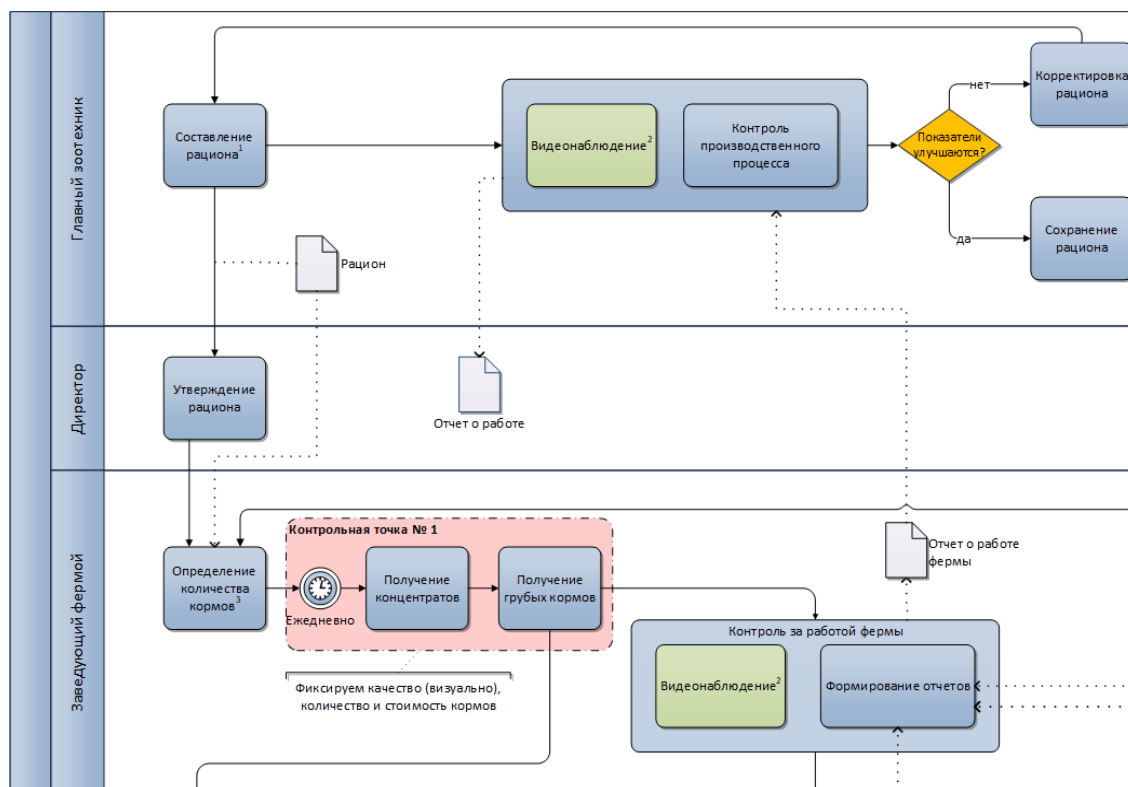 Главный зоотехник
Составление
рациона1
Видеонаблюдение2
Контроль
производственного
процесса
Показатели
улучшаются?
нет
да
Корректировка
рациона
Сохранение
рациона
Рацион
Директор
Утверждение
рациона
Отчет о работе
Заведующий фермой
Определение
количества
кормов3
Контрольная точка № 1
Ежедневно
Получение
концентратов
Получение
грубых кормов
Фиксируем качество (визуально),
количество и стоимость кормов
Отчет о работе
фермы
Контроль за работой фермы
Видеонаблюдение2
Формирование отчетов